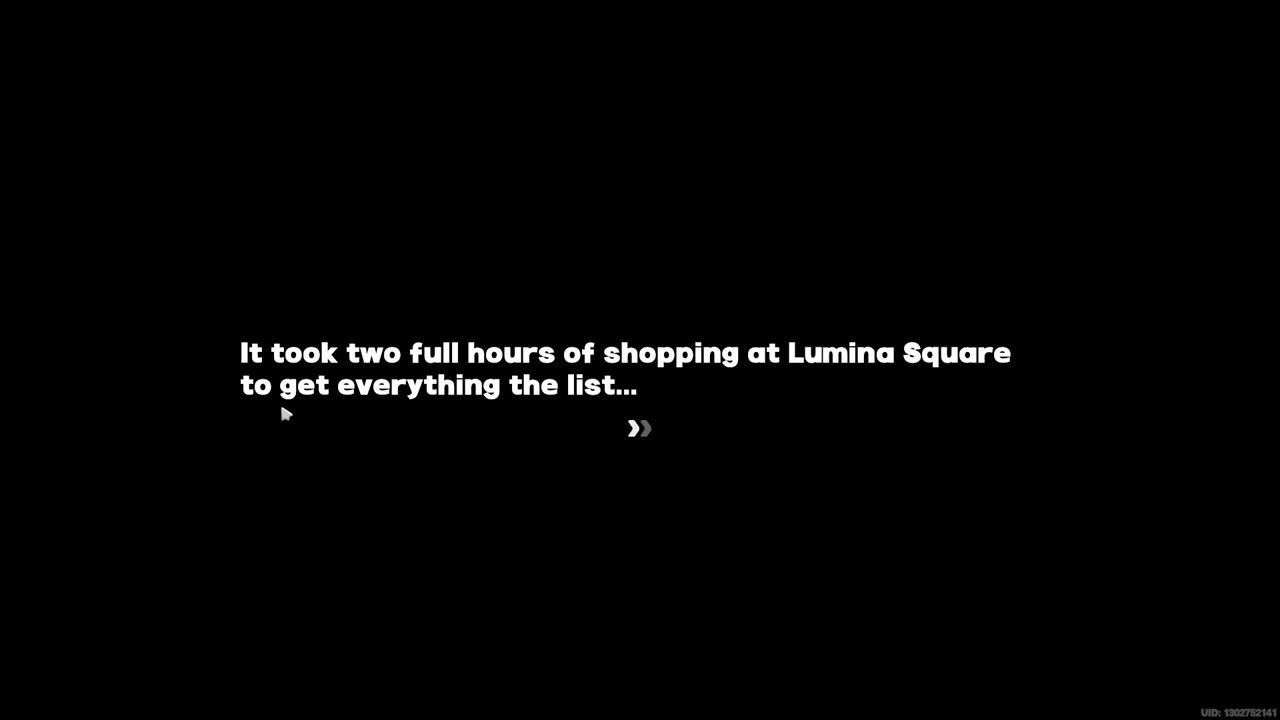 It took two full hours of shopping at Lumina Square
to get everything the list...
UID: 1302752141